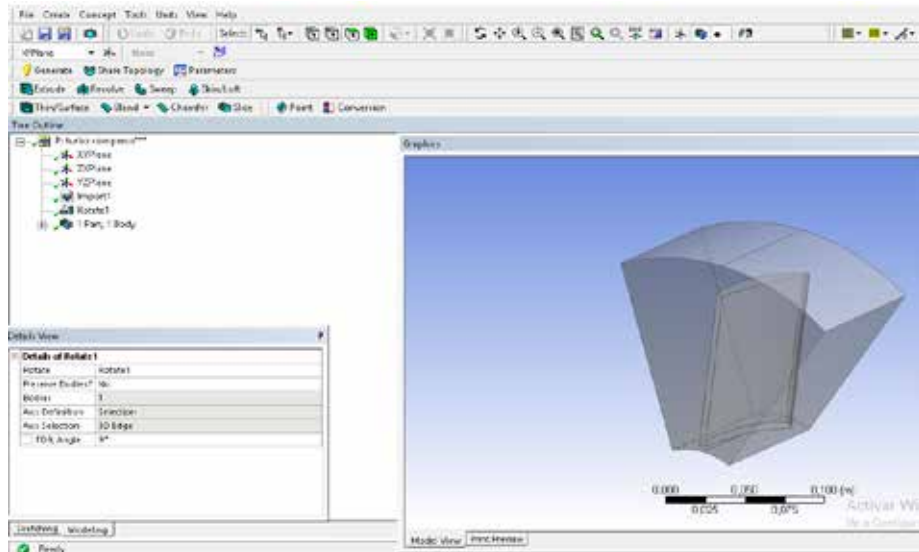 File Create Concept Tools Units View Help
Select:
XYPlane
Generate Share Topology Parameters
Extrude Revolve Sweep Skin/Loft
Thin/Surface Blend Chamfer Slice Point Conversion
Tree Outline
Graphics
XYPlane
ZXPlane
YZPlane
Import1
Rotate1
1 Part, 1 Body
Details View
Details of Rotate1
Rotate Rotate1
Preserve Bodies? No
Bodies 1
Axis Definition Selection
Axis Selection 3D Edge
FD9, Angle
0,000 0,050 0,100 (m)
0,025 0,075
Activar Wi
Sketching Modeling
Model View Print Preview
Ready